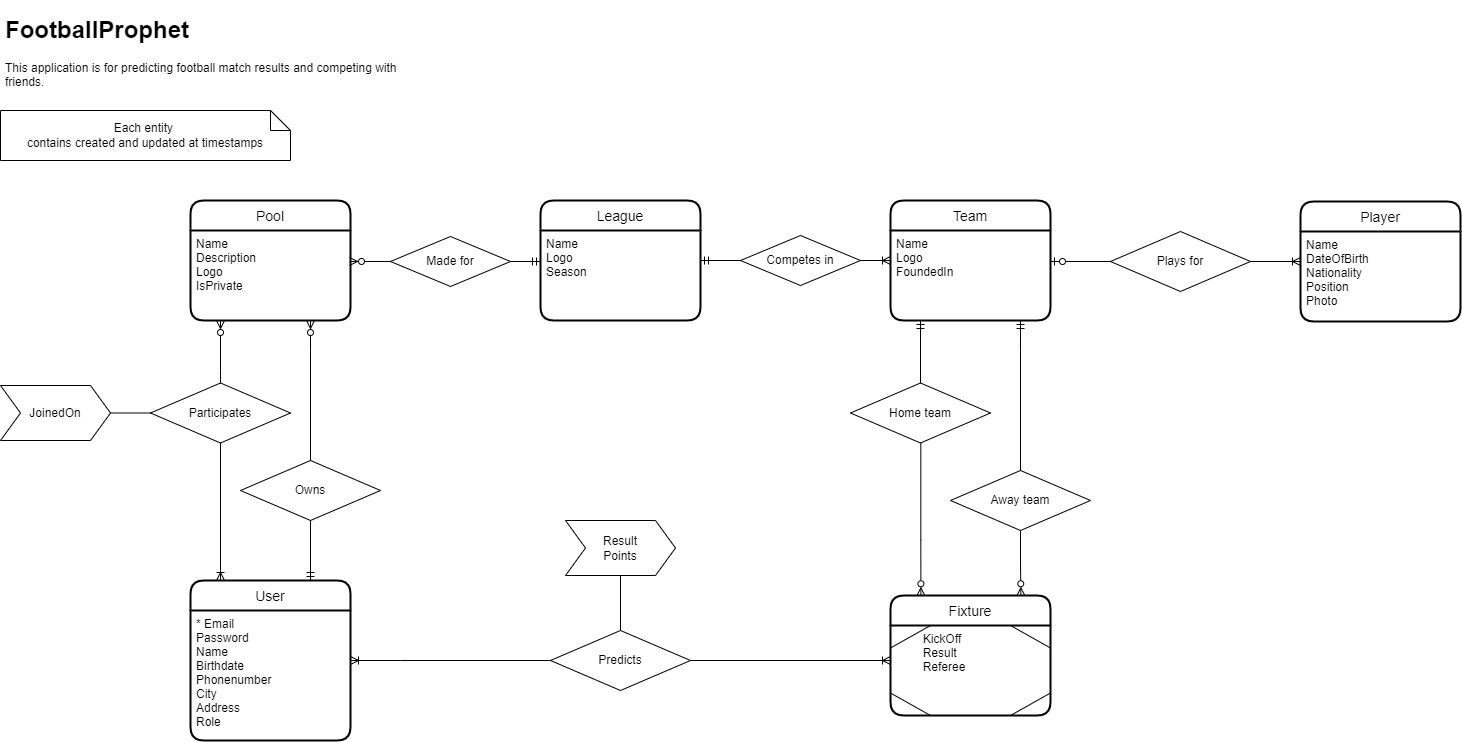 FootballProphet
This application is for predicting football match results and competing with
friends.
Each entity
contains created and updated at timestamps
Pool
Name
Description
Logo
IsPrivate
Made for
League
Name
Logo
Season
Competes in
Team
Name
Logo
FoundedIn
Plays for
Player
Name
DateOfBirth
Nationality
Position
Photo
JoinedOn
Participates
Home team
Owns
Away team
Result
Points
User
* Email
Password
Name
Birthdate
Phonenumber
City
Address
Role
Predicts
Fixture
KickOff
Result
Referee